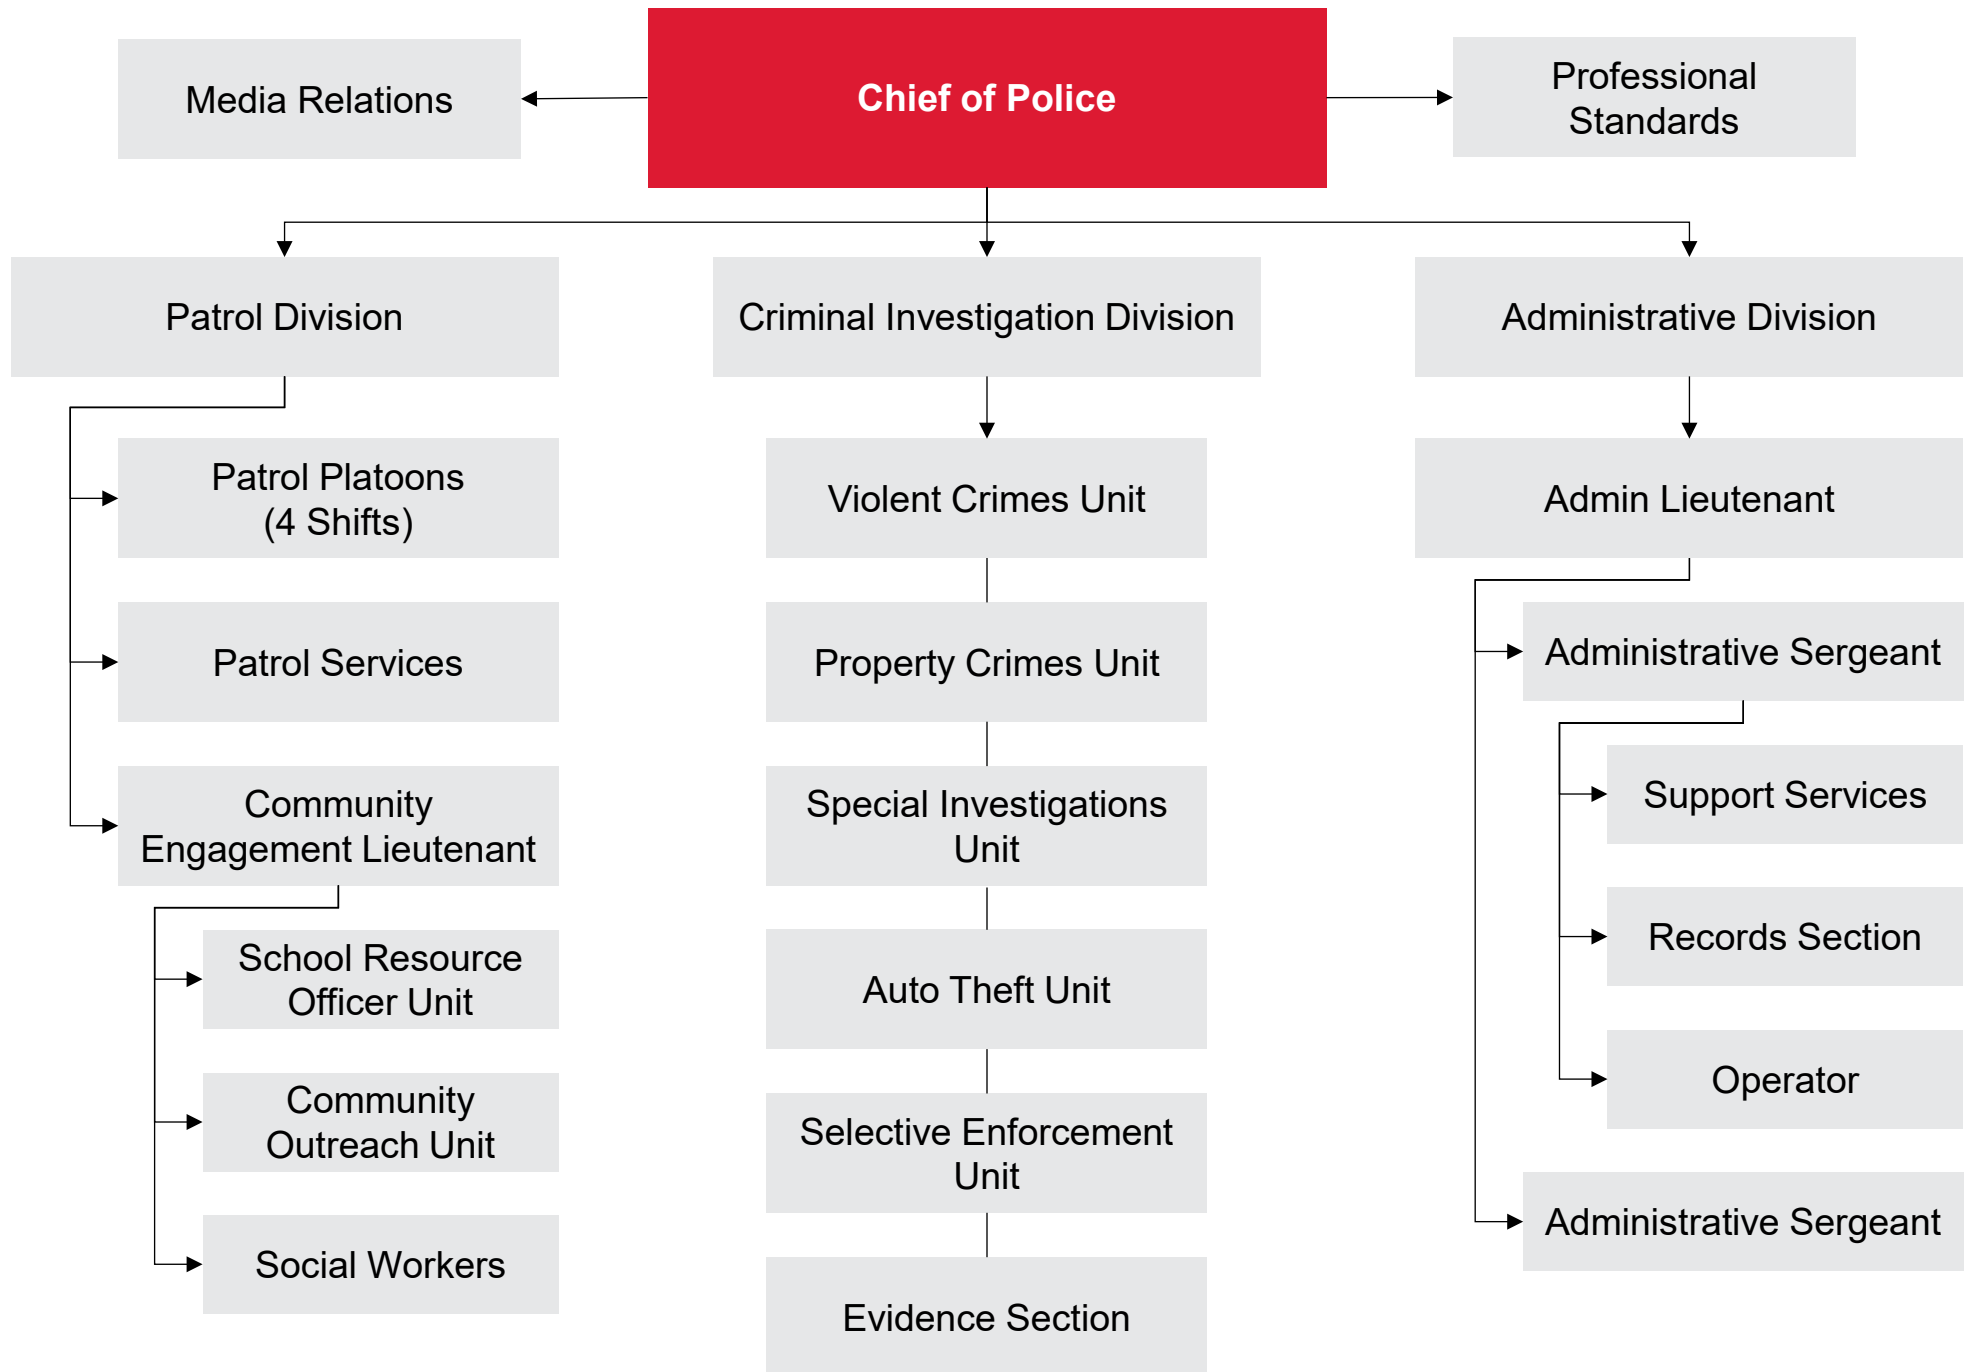 Media Relations
Chief of Police
Professional
Standards
Patrol Division
Criminal Investigation Division
Administrative Division
Patrol Platoons
(4 Shifts)
Patrol Services
Community
Engagement Lieutenant
School Resource
Officer Unit
Community
Outreach Unit
Social Workers
Violent Crimes Unit
Property Crimes Unit
Special Investigations
Unit
Auto Theft Unit
Selective Enforcement
Unit
Evidence Section
Admin Lieutenant
Administrative Sergeant
Support Services
Records Section
Operator
Administrative Sergeant